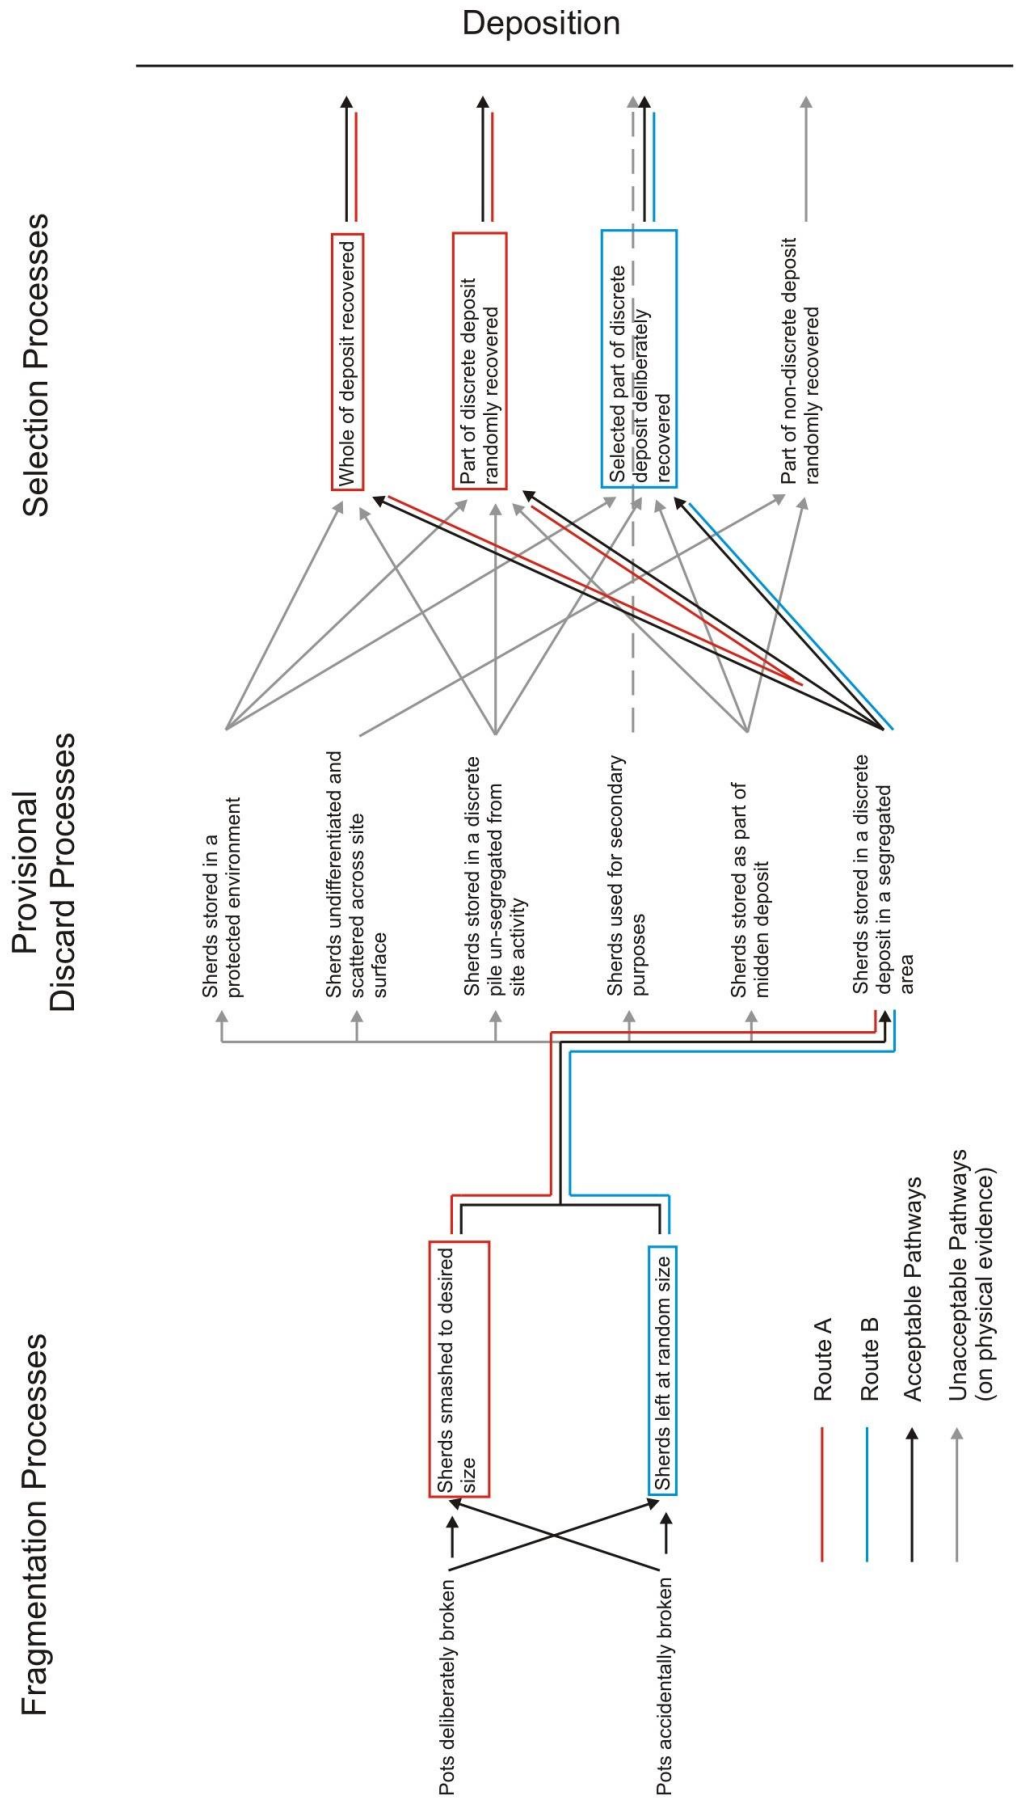 Fragmentation Processes
Pots deliberately broken
Pots accidentally broken
Sherds smashed to desired
size
Sherds left at random size
Route A
Route B
Acceptable Pathways
Unacceptable Pathways
(on physical evidence)
Provisional
Discard Processes
Sherds stored in a
protected environment
Sherds undifferentiated and
scattered across site
surface
Sherds stored in a discrete
pile un-segregated from
site activity
Sherds used for secondary
purposes
Sherds stored as part of
midden deposit
Sherds stored in a discrete
deposit in a segregated
area
Selection Processes
Whole of deposit recovered
Part of discrete deposit
randomly recovered
Selected part of discrete
deposit deliberately
recovered
Part of non-discrete deposit
randomly recovered
Deposition